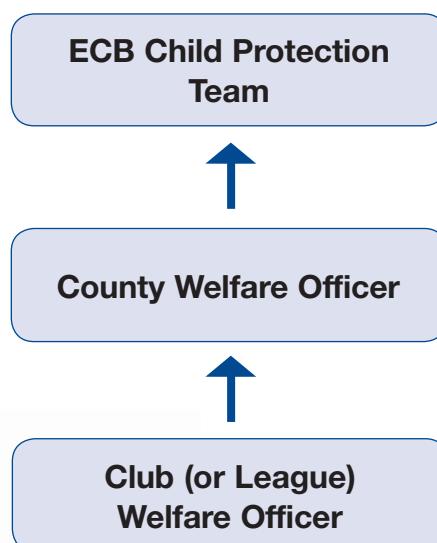 ECB Child Protection
Team
County Welfare Officer
Club (or League)
Welfare Officer